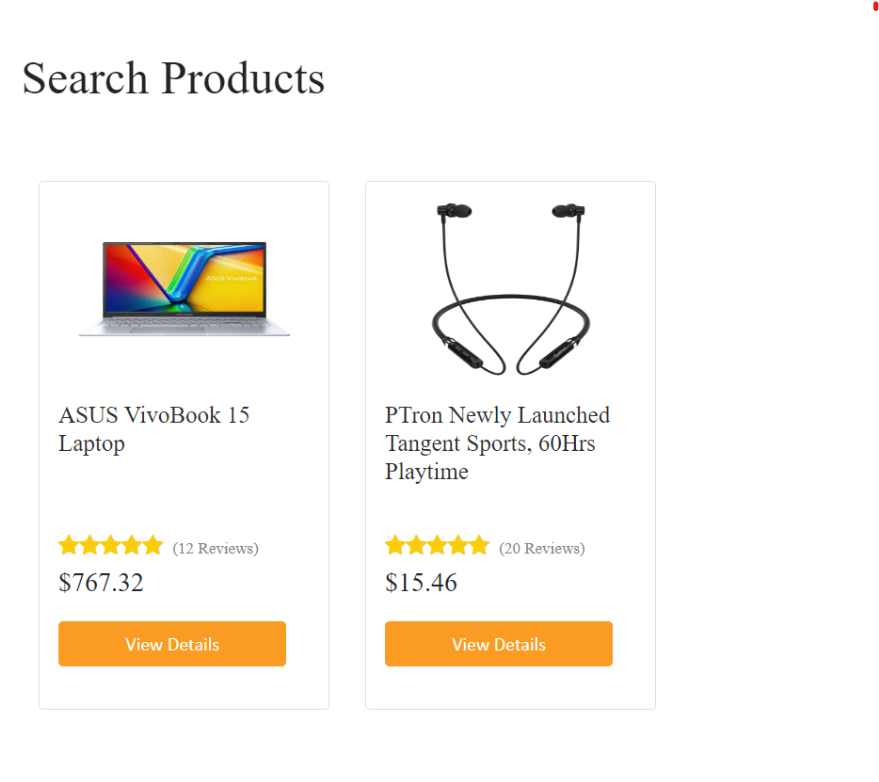 Search Products
ASUS Vivobook
ASUS VivoBook 15
Laptop
(12 Reviews)
$767.32
View Details
PTron Newly Launched
Tangent Sports, 60Hrs
Playtime
(20 Reviews)
$15.46
View Details